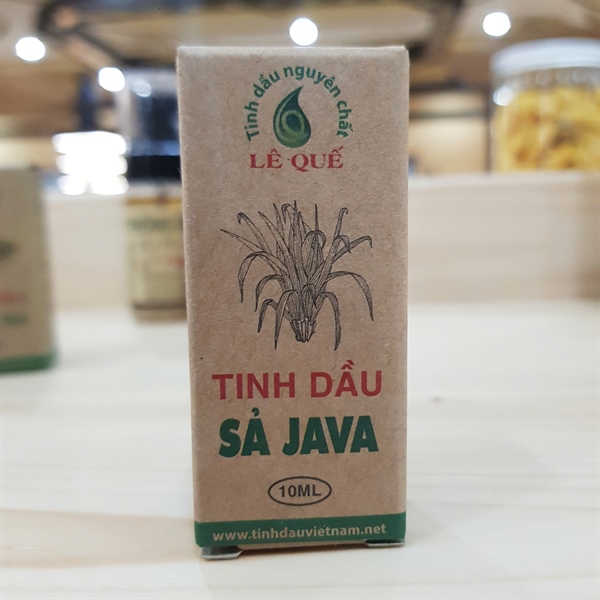 Tinh dầu nguyên chất
LÊ QUẾ
TINH DẦU
SẢ JAVA
10ML
www.tinhdauvietnam.net